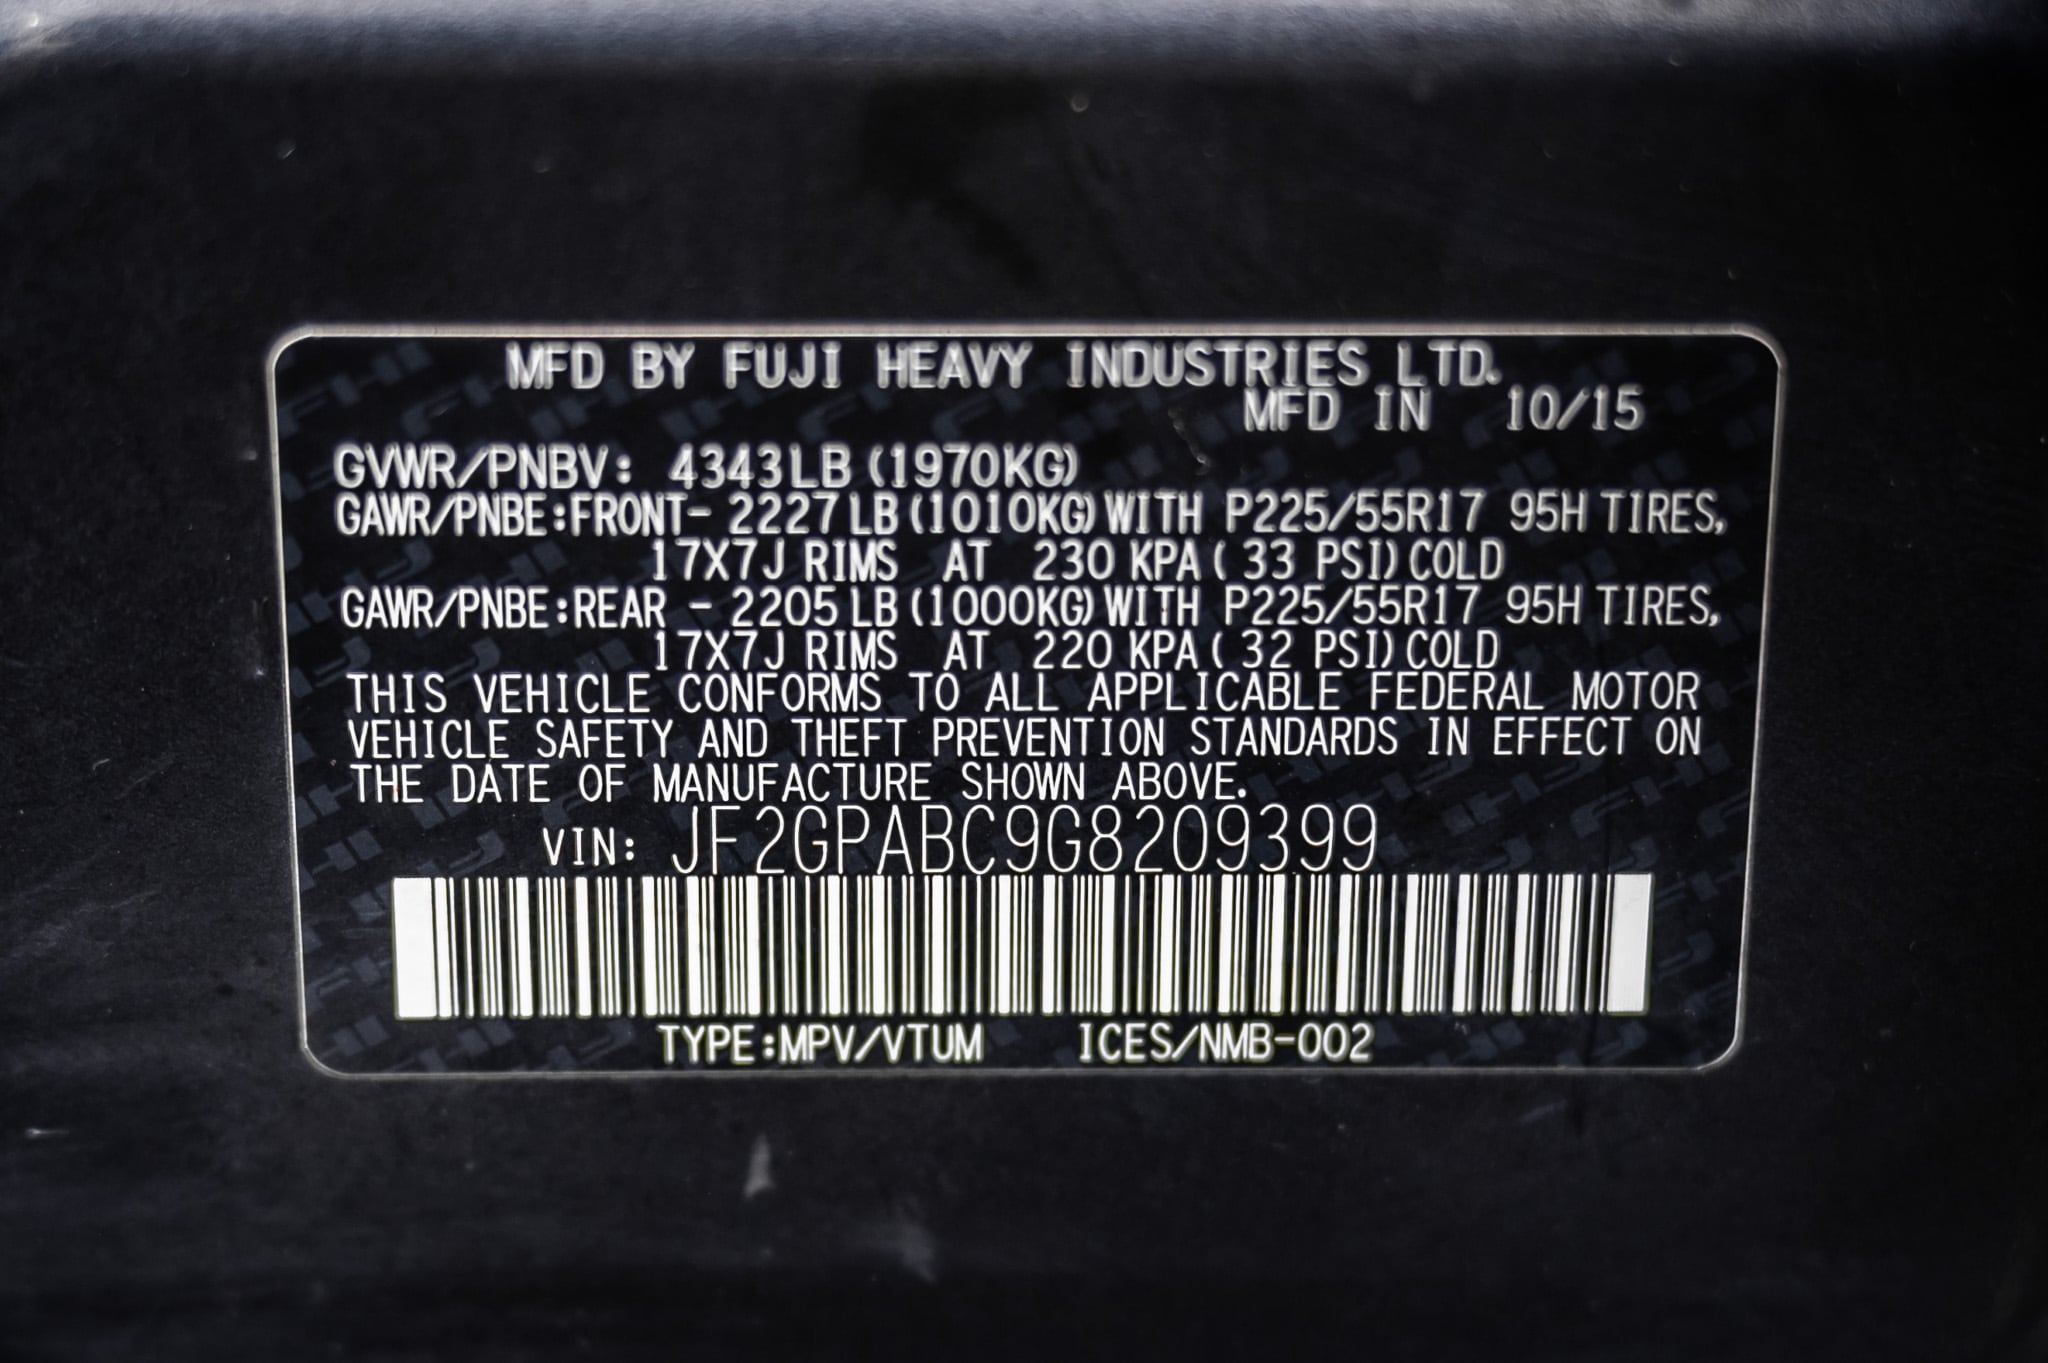 MFD BY FUJI HEAVY INDUSTRIES LTD.
MFD IN 10/15
GVWR/PNBV: 4343LB (1970KG)
GAWR/PNBE:FRONT- 2227 LB (1010KG) WITH P225/55R17 95H TIRES,
17X7J RIMS AT 230 KPA ( 33 PSI) COLD
GAWR/PNBE:REAR - 2205 LB (1000KG) WITH P225/55R17 95H TIRES,
17X7J RIMS AT 220 KPA ( 32 PSI) COLD
THIS VEHICLE CONFORMS TO ALL APPLICABLE FEDERAL MOTOR
VEHICLE SAFETY AND THEFT PREVENTION STANDARDS IN EFFECT ON
THE DATE OF MANUFACTURE SHOWN ABOVE.
VIN: JF2GPABC9G8209399
TYPE:MPV/VTUM ICES/NMB-002